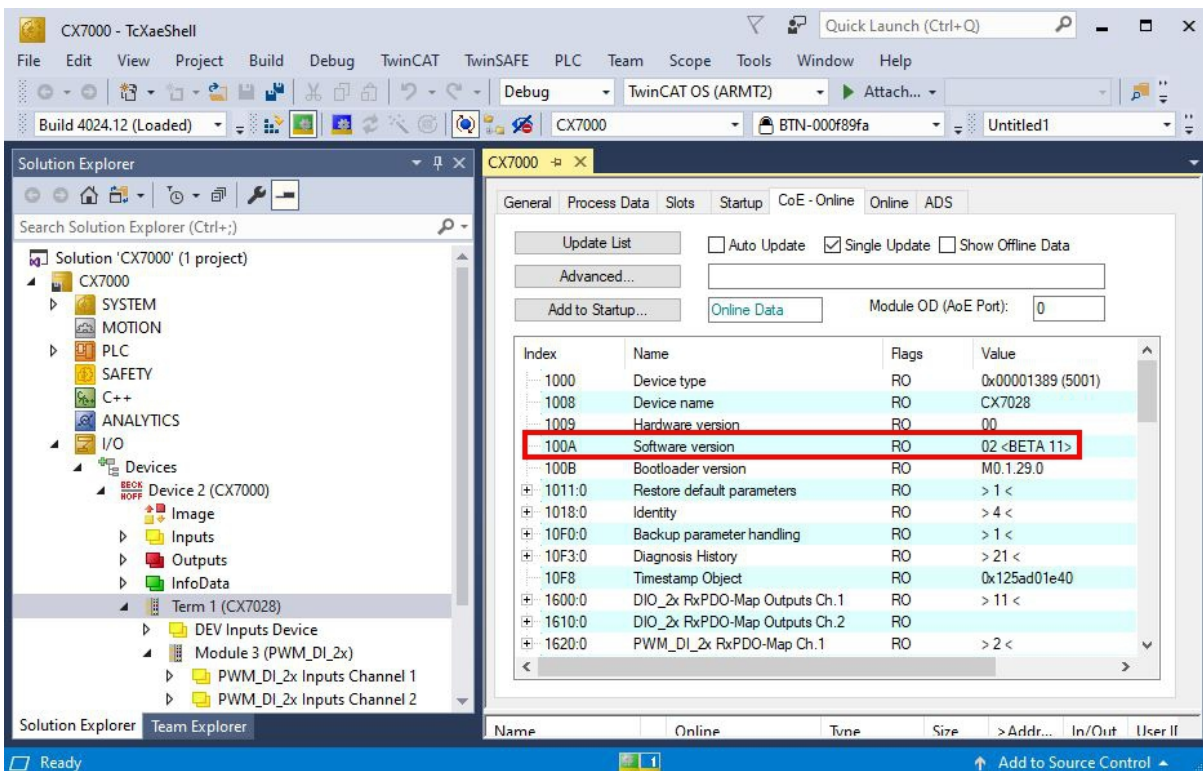 CX7000 - TcXaeShell
Quick Launch (Ctrl+Q)
File Edit View Project Build Debug TwinCAT TwinSAFE PLC Team Scope Tools Window Help
Debug TwinCAT OS (ARMT2) Attach...
Build 4024.12 (Loaded) CX7000 BTN-000f89fa Untitled1
Solution Explorer
Search Solution Explorer (Ctrl+;)
Solution 'CX7000' (1 project)
CX7000
SYSTEM
MOTION
PLC
SAFETY
C++
ANALYTICS
I/O
Devices
BECK
HOFF
Device 2 (CX7000)
Image
Inputs
Outputs
InfoData
Term 1 (CX7028)
DEV Inputs Device
Module 3 (PWM_DI_2x)
PWM_DI_2x Inputs Channel 1
PWM_DI_2x Inputs Channel 2
Solution Explorer Team Explorer
CX7000
General Process Data Slots Startup CoE - Online Online ADS
Update List Auto Update Single Update Show Offline Data
Advanced...
Add to Startup... Online Data Module OD (AoE Port): 0
Index Name Flags Value
1000 Device type RO 0x00001389 (5001)
1008 Device name RO CX7028
1009 Hardware version RO 00
100A Software version RO 02 <BETA 11>
100B Bootloader version RO M0.1.29.0
1011:0 Restore default parameters RO > 1 <
1018:0 Identity RO > 4 <
10F0:0 Backup parameter handling RO > 1 <
10F3:0 Diagnosis History RO > 21 <
10F8 Timestamp Object RO 0x125ad01e40
1600:0 DIO_2x RxPDO-Map Outputs Ch.1 RO > 11 <
1610:0 DIO_2x RxPDO-Map Outputs Ch.2 RO
1620:0 PWM_DI_2x RxPDO-Map Ch.1 RO > 2 <
Name Online Type Size >Addr... In/Out User I
Ready 1 Add to Source Control